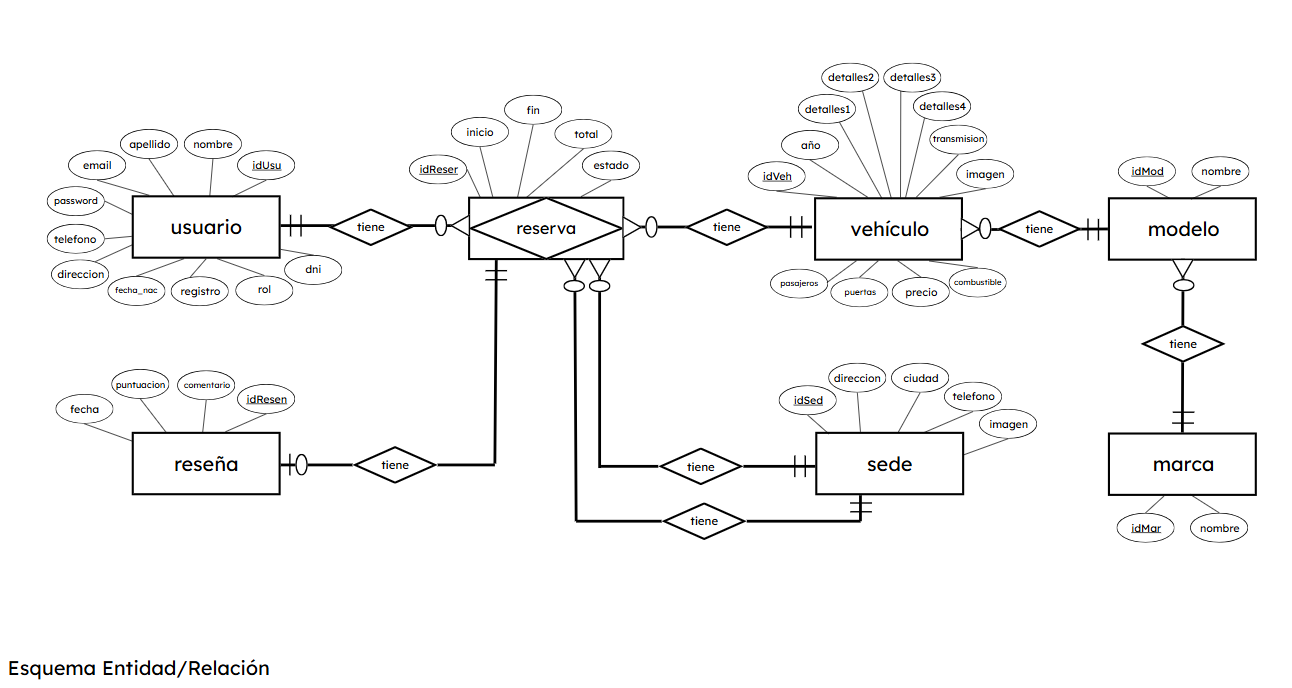 detalles2
detalles3
fin
detalles1
detalles4
inicio
total
transmision
apellido
nombre
año
email
idUsu
idReser
estado
idVeh
imagen
idMod
nombre
password
usuario
tiene
reserva
tiene
vehículo
tiene
modelo
telefono
direccion
dni
fecha_nac
registro
rol
pasajeros
puertas
precio
combustible
tiene
puntuacion
comentario
idResen
fecha
direccion
ciudad
idSed
telefono
imagen
reseña
tiene
tiene
sede
marca
tiene
idMar
nombre
Esquema Entidad/Relación